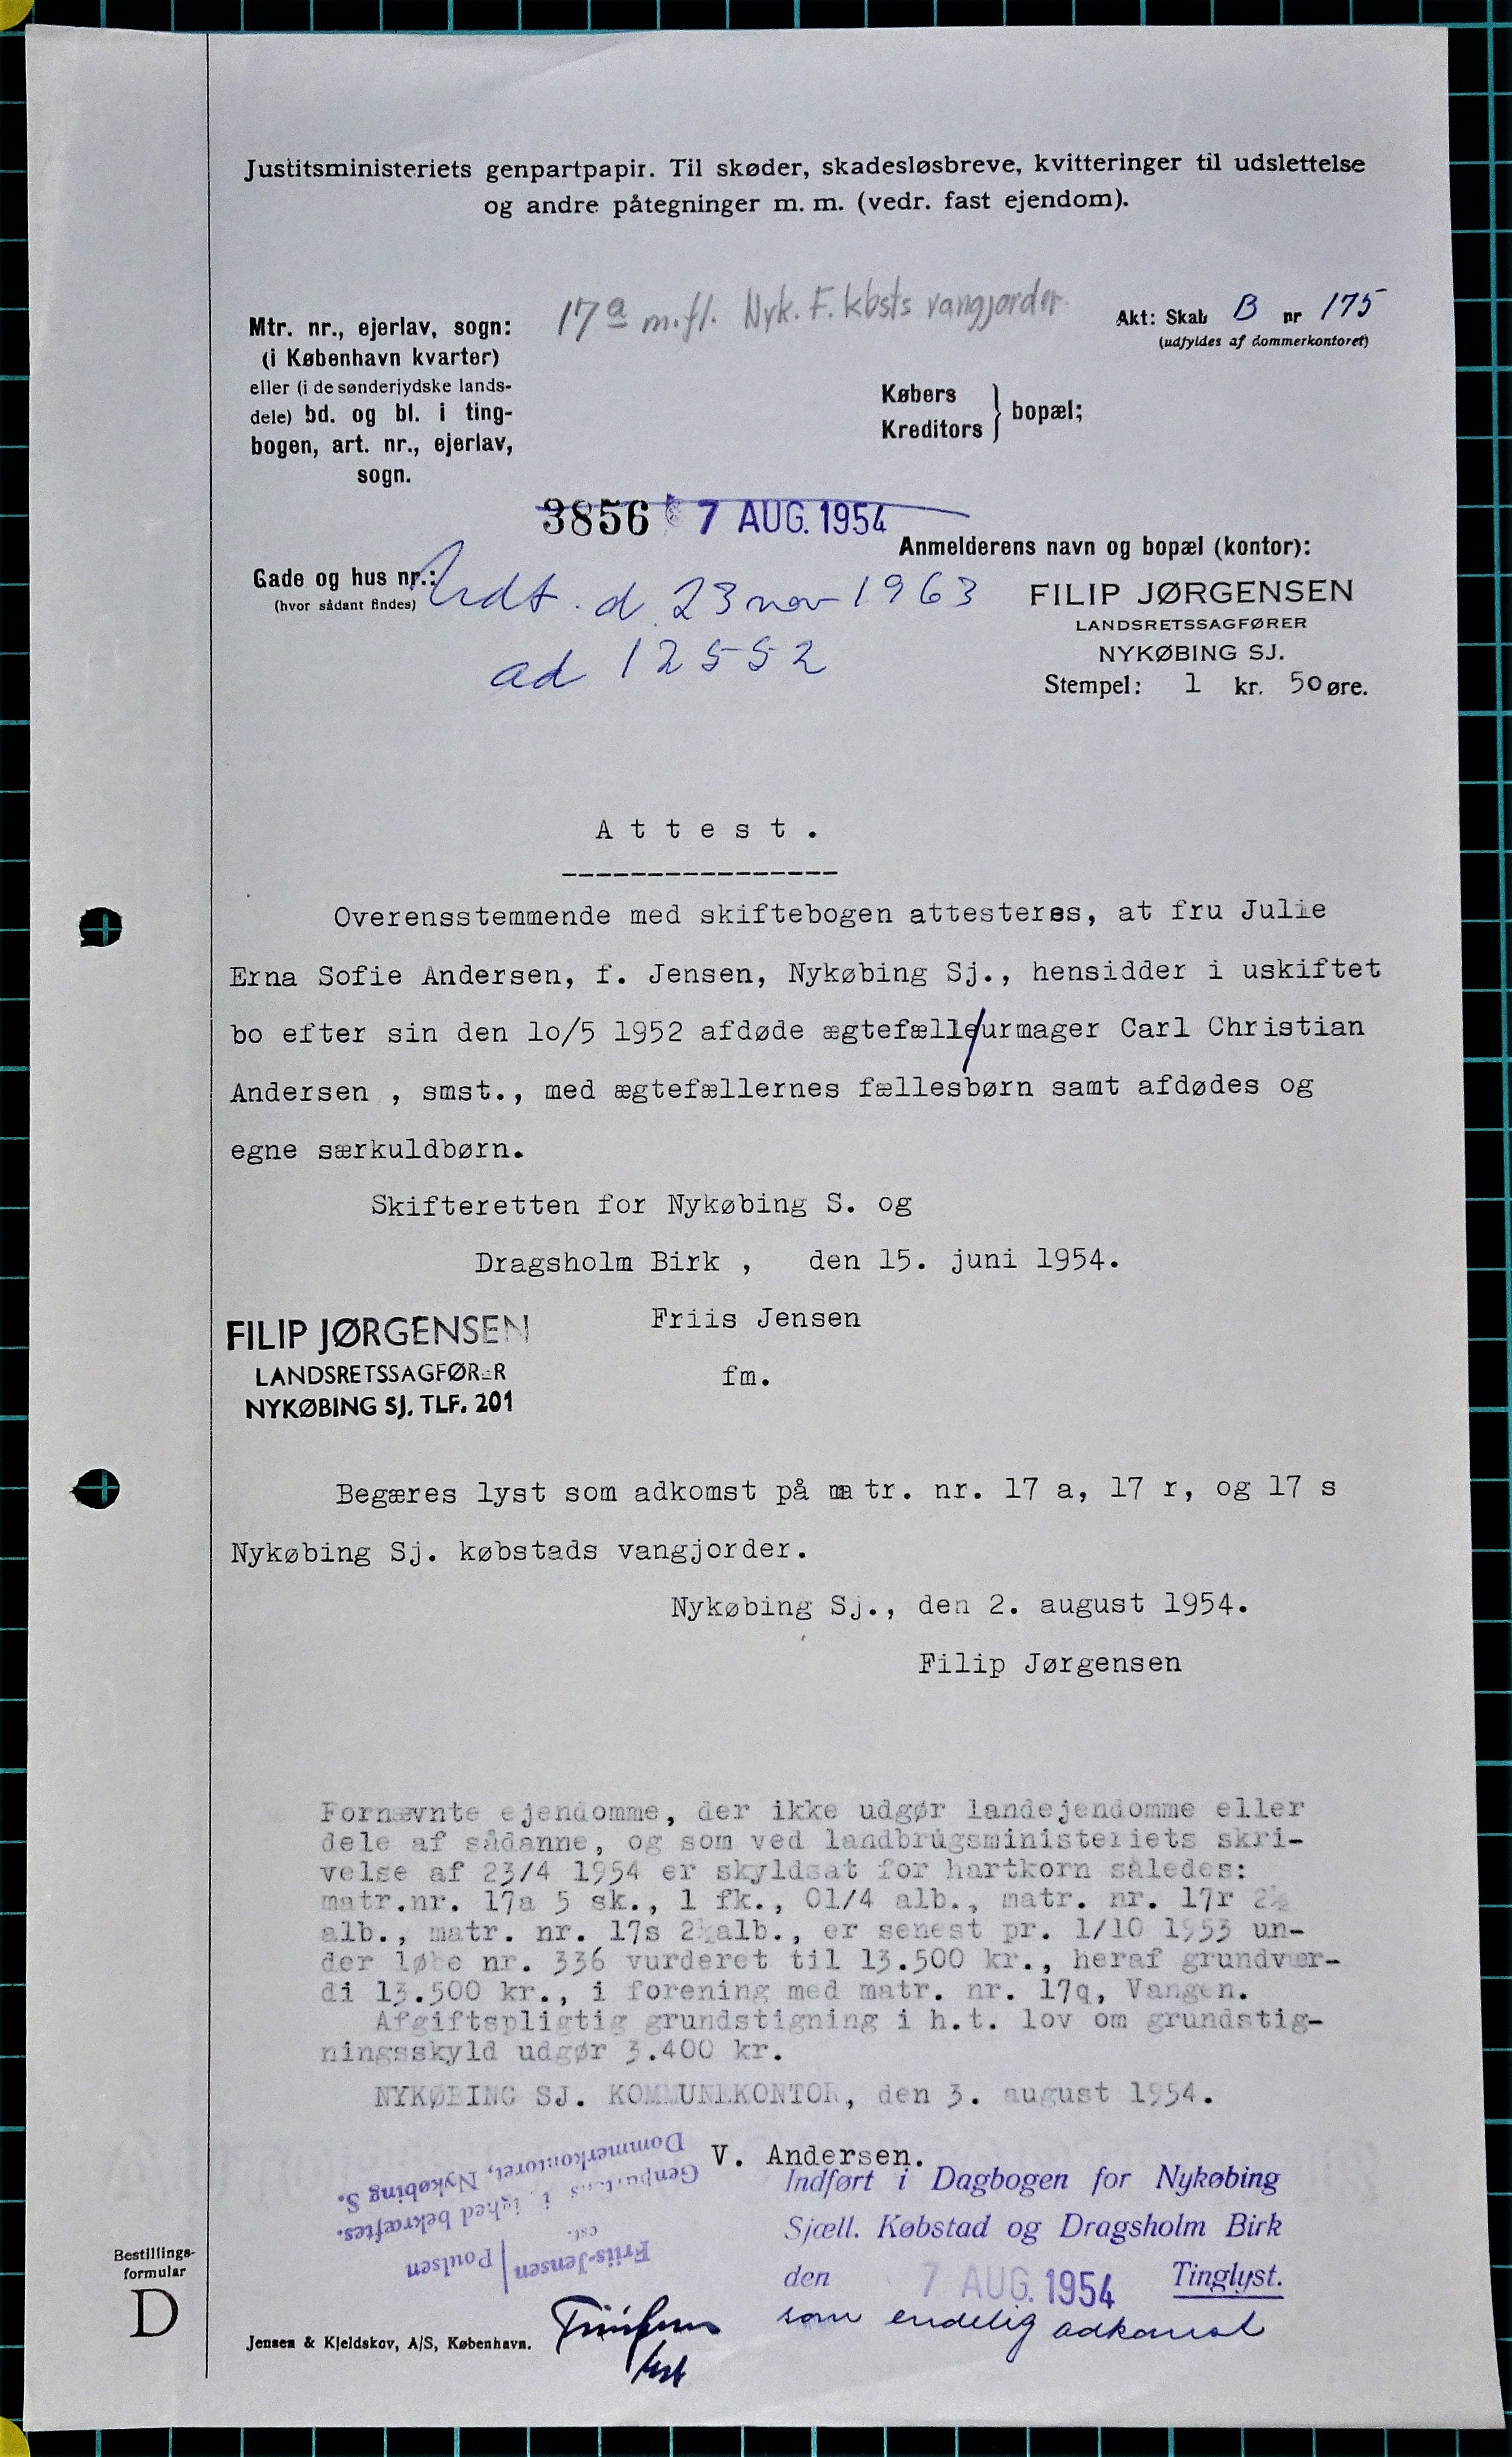 Justitsministeriets genpartpapir. Til skøder, skadesløsbreve, kvitteringer til udslettelse
og andre påtegninger m. m. (vedr. fast ejendom).
Mtr. nr., ejerlav, sogn:
(i København kvarter)
eller (i de sønderjydske lands-
dele) bd. og bl. i ting-
bogen, art. nr., ejerlav,
sogn.
17 a m.fl. Nyk. F. kbsts vangjorder
Akt: Skab B nr 175
(udfyldes af dommerkontoret)
Købers
Kreditors
bopæl;
3856 7 AUG. 1954
Gade og hus nr.:
(hvor sådant findes)
d. 23 nov 1963
ad 12552
Anmelderens navn og bopæl (kontor):
FILIP JØRGENSEN
LANDSRETSSAGFØRER
NYKØBING SJ.
Stempel: 1 kr. 50 øre.
Attest.
----------------
Overensstemmende med skiftebogen attesteres, at fru Julie
Erna Sofie Andersen, f. Jensen, Nykøbing Sj., hensidder i uskiftet
bo efter sin den 10/5 1952 afdøde ægtefælle/urmager Carl Christian
Andersen , smst., med ægtefællernes fællesbørn samt afdødes og
egne særkuldbørn.
Skifteretten for Nykøbing S. og
Dragsholm Birk , den 15. juni 1954.
Friis Jensen
fm.
FILIP JØRGENSEN
LANDSRETSSAGFØRER
NYKØBING SJ. TLF. 201
Begæres lyst som adkomst på matr. nr. 17 a, 17 r, og 17 s
Nykøbing Sj. købstads vangjorder.
Nykøbing Sj., den 2. august 1954.
Filip Jørgensen
Fornævnte ejendomme, der ikke udgør landejendomme eller
dele af sådanne, og som ved landbrugsministeriets skri-
velse af 23/4 1954 er skyldsat for hartkorn således:
matr.nr. 17a 5 sk., 1 fk., 01/4 alb., matr. nr. 17r 2½
alb., matr. nr. 17s 2½alb., er senest pr. 1/10 1953 un-
der løbe nr. 336 vurderet til 13.500 kr., heraf grundvær-
di 13.500 kr., i forening med matr. nr. 17q, Vangen.
Afgiftspligtig grundstigning i h.t. lov om grundstig-
ningsskyld udgør 3.400 kr.
NYKØBING SJ. KOMMUNEKONTOR, den 3. august 1954.
V. Andersen.
Genpartens rigtighed bekræftes.
Dommerkontoret, Nykøbing S.
Friis-Jensen / Poulsen
cst.
Indført i Dagbogen for Nykøbing
Sjæll. Købstad og Dragsholm Birk
den 7 AUG. 1954 Tinglyst.
som endelig adkomst
Bestillings-
formular
D
Jensen & Kjeldskov, A/S, København.